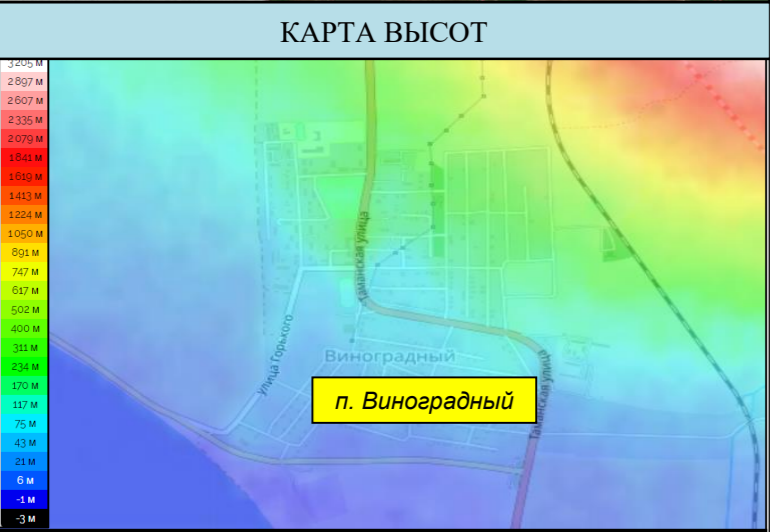 КАРТА ВЫСОТ
3205 м
2897 м
2607 м
2335 м
2079 м
1841 м
1619 м
1413 м
1224 м
1050 м
891 м
747 м
617 м
502 м
400 м
311 м
234 м
170 м
117 м
75 м
43 м
21 м
6 м
-1 м
-3 м
Таманская улица
Улица Горького
Виноградный
Таманская улица
п. Виноградный